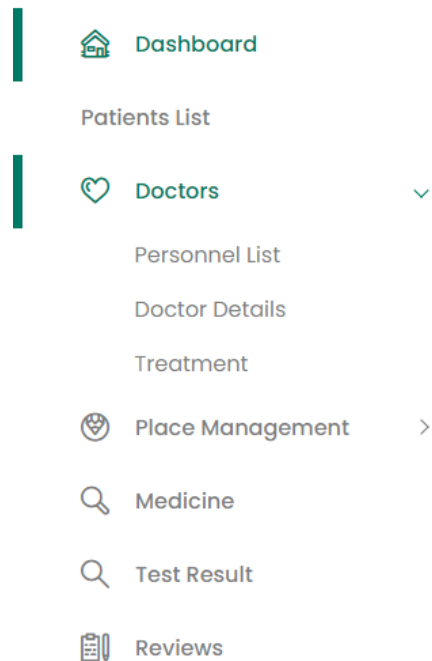 Dashboard
Patients List
Doctors
Personnel List
Doctor Details
Treatment
Place Management
Medicine
Test Result
Reviews